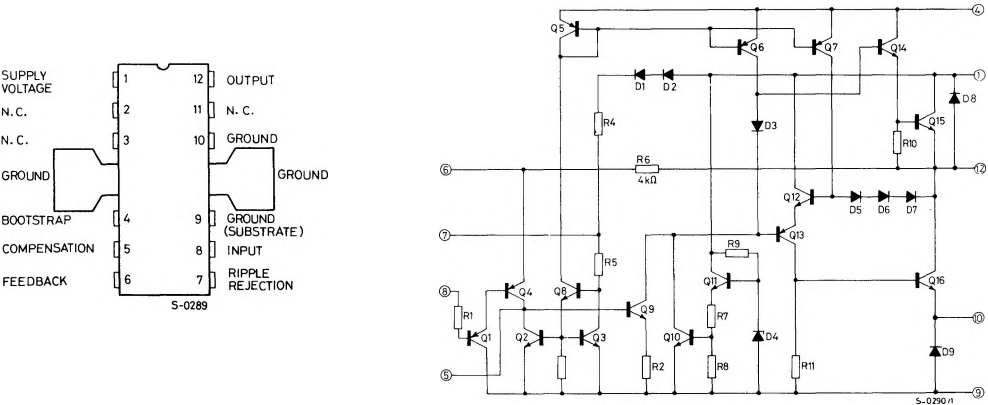 SUPPLY VOLTAGE
1
12
OUTPUT
N.C.
2
11
N.C.
N.C.
3
10
GROUND
GROUND
GROUND
BOOTSTRAP
4
9
GROUND (SUBSTRATE)
COMPENSATION
5
8
INPUT
FEEDBACK
6
7
RIPPLE REJECTION
S-0289
4
Q5
Q6
Q7
Q14
1
D1
D2
D8
R4
D3
Q15
R10
6
R6
4kΩ
12
Q12
D5
D6
D7
7
Q13
R9
R5
8
Q4
Q8
Q11
Q16
R1
Q9
10
R7
Q1
Q2
Q3
Q10
D4
D9
5
R2
R8
R11
9
S-0290/1